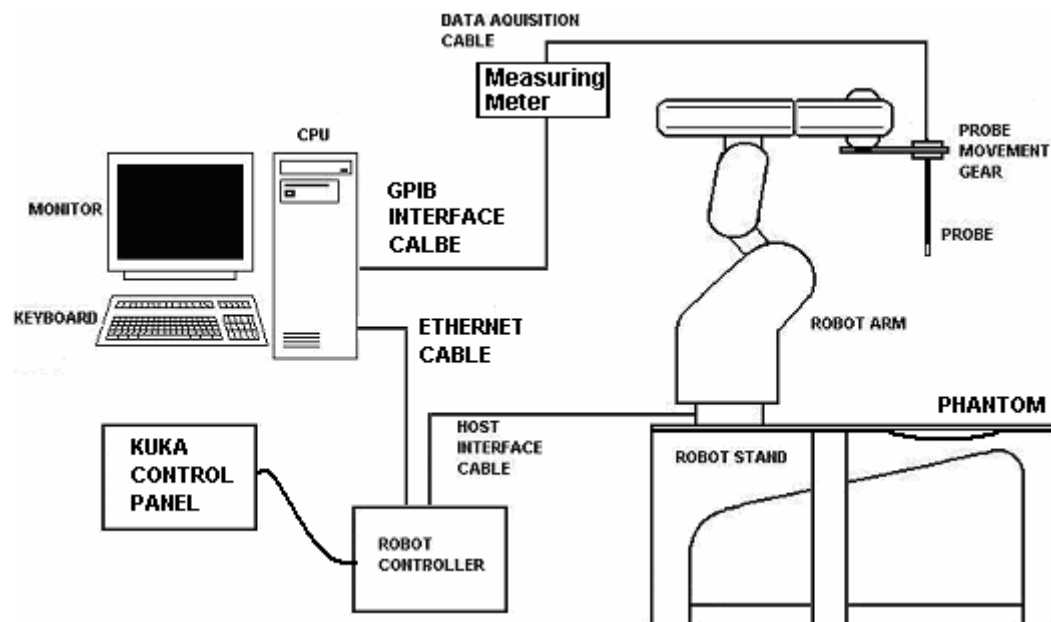 DATA AQUISITION
CABLE
Measuring
Meter
CPU
PROBE
MOVEMENT
GEAR
GPIB
INTERFACE
CALBE
MONITOR
PROBE
KEYBOARD
ETHERNET
CABLE
ROBOT ARM
PHANTOM
HOST
INTERFACE
CABLE
KUKA
CONTROL
PANEL
ROBOT STAND
ROBOT
CONTROLLER